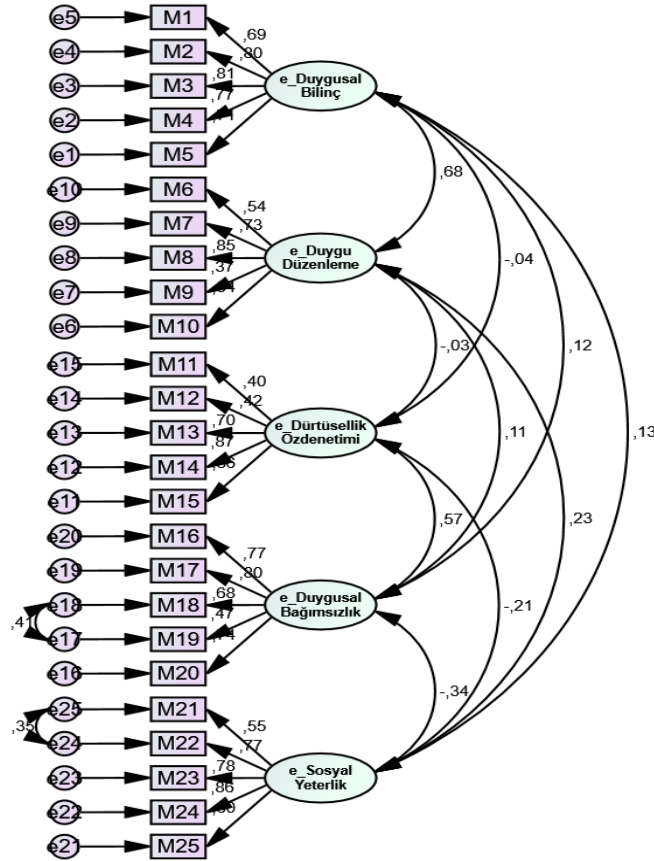 e5
M1
,69
e4
M2
,80
e3
M3
,81
e_Duygusal
Bilinç
e2
M4
,77
e1
M5
,68
e10
M6
,54
e9
M7
,73
e8
M8
,85
e_Duygu
Düzenleme
-,04
e7
M9
,37
e6
M10
-,03
,12
e15
M11
,40
e14
M12
,42
e13
M13
,70
e_Dürtüsellik
Özdenetimi
,11
,13
e12
M14
,87
e11
M15
,57
,23
e20
M16
,77
e19
M17
,80
e18
M18
,68
e_Duygusal
Bağımsızlık
-,21
,41
e17
M19
,47
e16
M20
,74
-,34
e25
M21
,55
,35
e24
M22
,77
e23
M23
,78
e_Sosyal
Yeterlik
e22
M24
,86
e21
M25